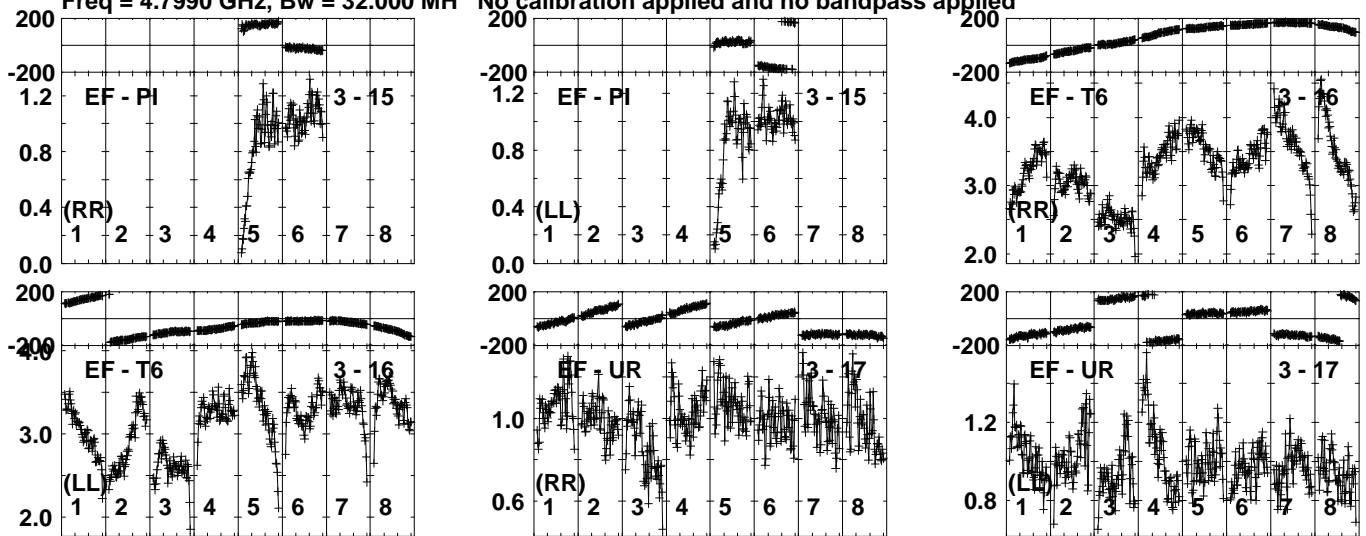 Freq = 4.7990 GHz, Bw = 32.000 MH No calibration applied and no bandpass applied
200
-200
EF - PI 3 - 15
1.2
0.8
0.4
0.0
(RR)
1 2 3 4 5 6 7 8
EF - PI 3 - 15
1.2
0.8
0.4
0.0
(LL)
1 2 3 4 5 6 7 8
200
-200
EF - T6 3 - 16
4.0
3.0
2.0
(RR)
1 2 3 4 5 6 7 8
200
-200
4.0
EF - T6 3 - 16
3.0
2.0
(LL)
1 2 3 4 5 6 7 8
200
-200
EF - UR 3 - 17
1.0
0.6
(RR)
1 2 3 4 5 6 7 8
200
-200
EF - UR 3 - 17
1.2
0.8
(LL)
1 2 3 4 5 6 7 8